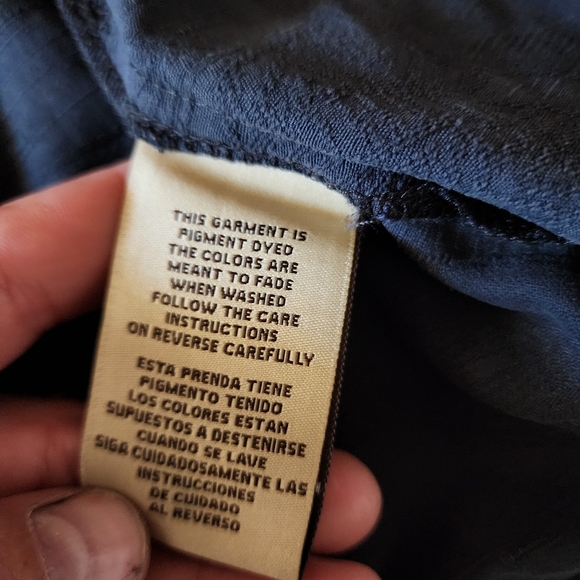 THIS GARMENT IS
PIGMENT DYED
THE COLORS ARE
MEANT TO FADE
WHEN WASHED
FOLLOW THE CARE
INSTRUCTIONS
ON REVERSE CAREFULLY
ESTA PRENDA TIENE
PIGMENTO TENIDO
LOS COLORES ESTAN
SUPUESTOS A DESTENIRSE
CUANDO SE LAVE
SIGA CUIDADOSAMENTE LAS
INSTRUCCIONES
DE CUIDADO
AL REVERSO